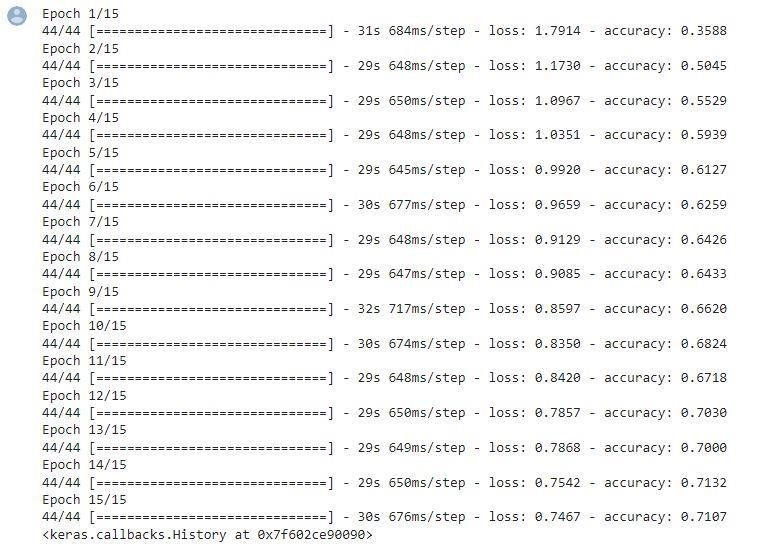 Epoch 1/15
44/44 [==============================] - 31s 684ms/step - loss: 1.7914 - accuracy: 0.3588
Epoch 2/15
44/44 [==============================] - 29s 648ms/step - loss: 1.1730 - accuracy: 0.5045
Epoch 3/15
44/44 [==============================] - 29s 650ms/step - loss: 1.0967 - accuracy: 0.5529
Epoch 4/15
44/44 [==============================] - 29s 648ms/step - loss: 1.0351 - accuracy: 0.5939
Epoch 5/15
44/44 [==============================] - 29s 645ms/step - loss: 0.9920 - accuracy: 0.6127
Epoch 6/15
44/44 [==============================] - 30s 677ms/step - loss: 0.9659 - accuracy: 0.6259
Epoch 7/15
44/44 [==============================] - 29s 648ms/step - loss: 0.9129 - accuracy: 0.6426
Epoch 8/15
44/44 [==============================] - 29s 647ms/step - loss: 0.9085 - accuracy: 0.6433
Epoch 9/15
44/44 [==============================] - 32s 717ms/step - loss: 0.8597 - accuracy: 0.6620
Epoch 10/15
44/44 [==============================] - 30s 674ms/step - loss: 0.8350 - accuracy: 0.6824
Epoch 11/15
44/44 [==============================] - 29s 648ms/step - loss: 0.8420 - accuracy: 0.6718
Epoch 12/15
44/44 [==============================] - 29s 650ms/step - loss: 0.7857 - accuracy: 0.7030
Epoch 13/15
44/44 [==============================] - 29s 649ms/step - loss: 0.7868 - accuracy: 0.7000
Epoch 14/15
44/44 [==============================] - 29s 650ms/step - loss: 0.7542 - accuracy: 0.7132
Epoch 15/15
44/44 [==============================] - 30s 676ms/step - loss: 0.7467 - accuracy: 0.7107
<keras.callbacks.History at 0x7f602ce90090>